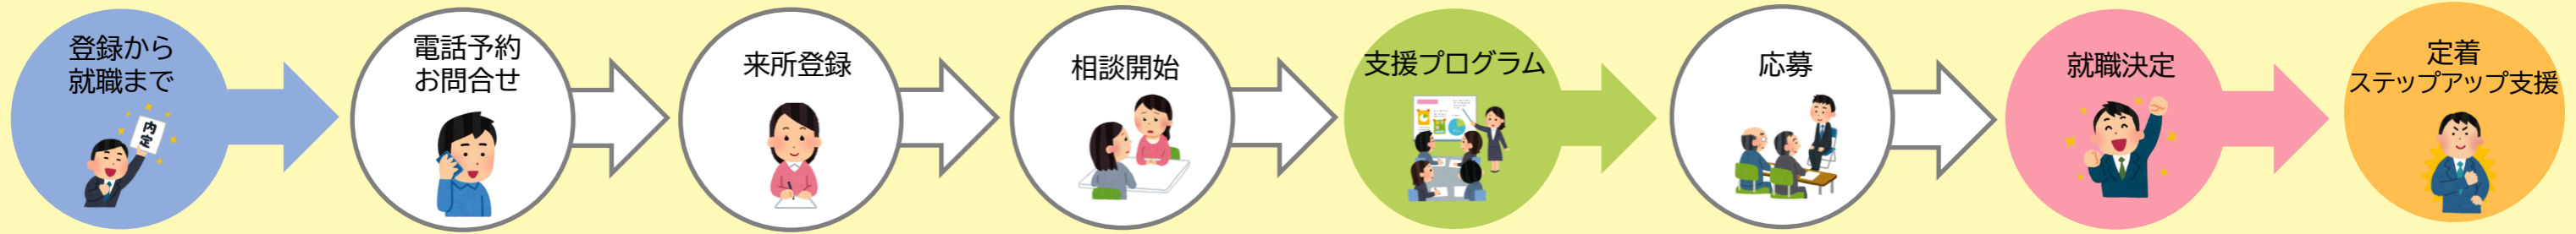 登録から
就職まで
内定
電話予約
お問合せ
来所登録
相談開始
支援プログラム
応募
就職決定
定着
ステップアップ支援